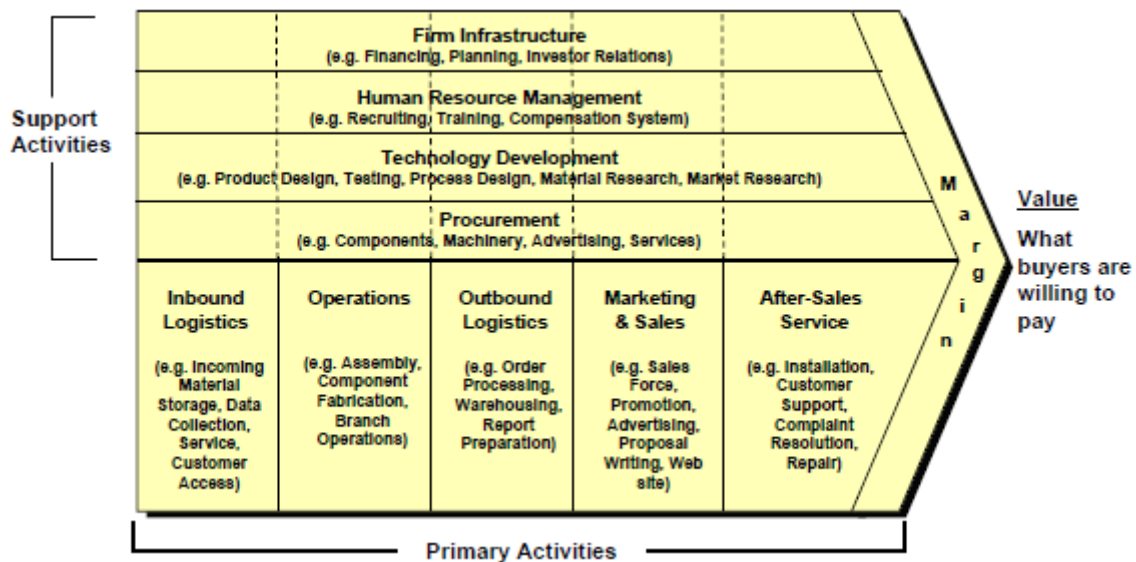 Support
Activities
Firm Infrastructure
(e.g. Financing, Planning, Investor Relations)
Human Resource Management
(e.g. Recruiting, Training, Compensation System)
Technology Development
(e.g. Product Design, Testing, Process Design, Material Research, Market Research)
Procurement
(e.g. Components, Machinery, Advertising, Services)
Inbound
Logistics
(e.g. Incoming
Material
Storage, Data
Collection,
Service,
Customer
Access)
Operations
(e.g. Assembly,
Component
Fabrication,
Branch
Operations)
Outbound
Logistics
(e.g. Order
Processing,
Warehousing,
Report
Preparation)
Marketing
& Sales
(e.g. Sales
Force,
Promotion,
Advertising,
Proposal
Writing, Web
site)
After-Sales
Service
(e.g. Installation,
Customer
Support,
Complaint
Resolution,
Repair)
Margin
Value
What
buyers are
willing to
pay
Primary Activities